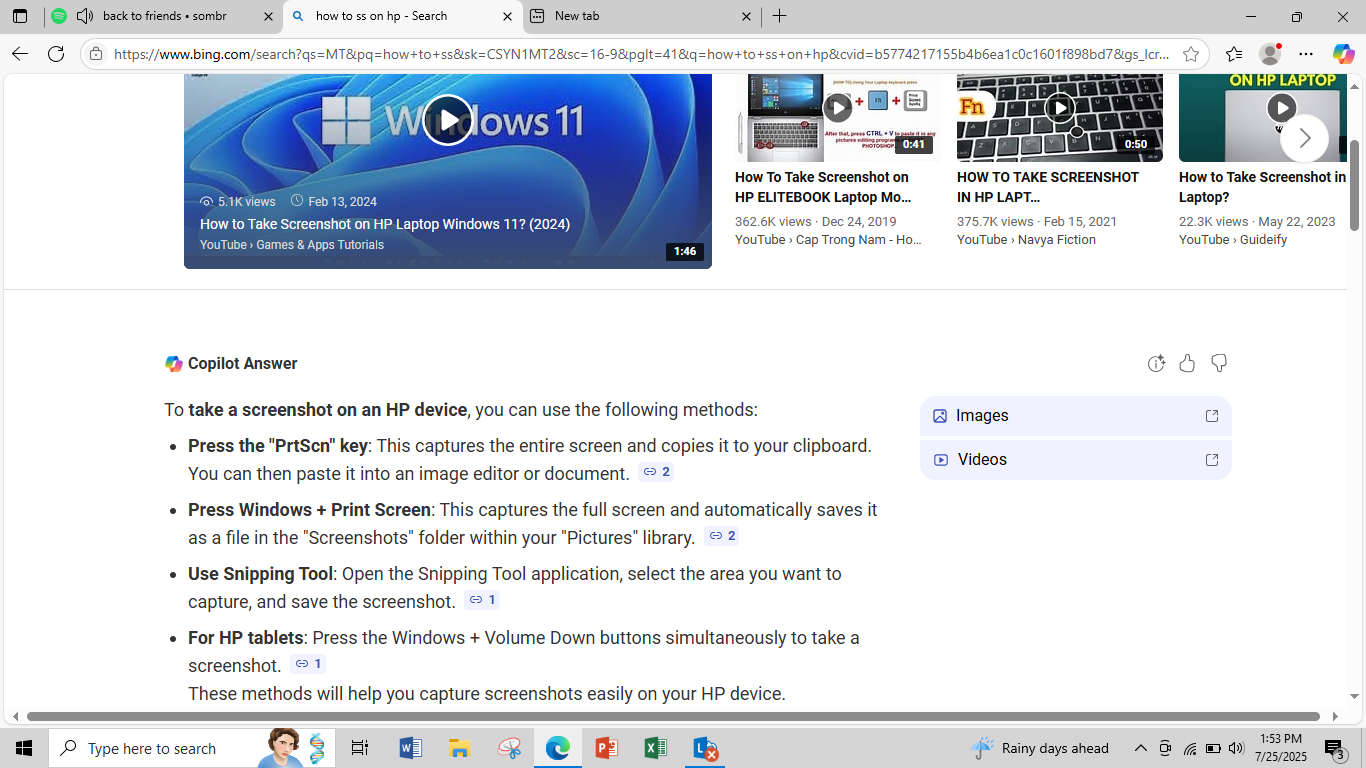 back to friends • sombr
how to ss on hp - Search
New tab
https://www.bing.com/search?qs=MT&pq=how+to+ss&sk=CSYN1MT2&sc=16-9&pglt=41&q=how+to+ss+on+hp&cvid=b5774217155b4b6ea1c0c1601f898bd7&gs_lcr...
Windows 11
5.1K views Feb 13, 2024
How to Take Screenshot on HP Laptop Windows 11? (2024)
YouTube › Games & Apps Tutorials
1:46
[HOW TO] Using Your Laptop keyboard press
+ FN +
After that, press CTRL + V to paste it in any
pictures editing program
PHOTOSHOP
0:41
How To Take Screenshot on
HP ELITEBOOK Laptop Mo...
362.6K views · Dec 24, 2019
YouTube › Cap Trong Nam - Ho...
Fn
0:50
HOW TO TAKE SCREENSHOT
IN HP LAPT...
375.7K views · Feb 15, 2021
YouTube › Navya Fiction
ON HP LAPTOP
How to Take Screenshot in
Laptop?
22.3K views · May 22, 2023
YouTube › Guideify
Copilot Answer
To take a screenshot on an HP device, you can use the following methods:
• Press the "PrtScn" key: This captures the entire screen and copies it to your clipboard.
You can then paste it into an image editor or document. 2
• Press Windows + Print Screen: This captures the full screen and automatically saves it
as a file in the "Screenshots" folder within your "Pictures" library. 2
• Use Snipping Tool: Open the Snipping Tool application, select the area you want to
capture, and save the screenshot. 1
• For HP tablets: Press the Windows + Volume Down buttons simultaneously to take a
screenshot. 1
These methods will help you capture screenshots easily on your HP device.
Images
Videos
Type here to search
Rainy days ahead
1:53 PM
7/25/2025
3